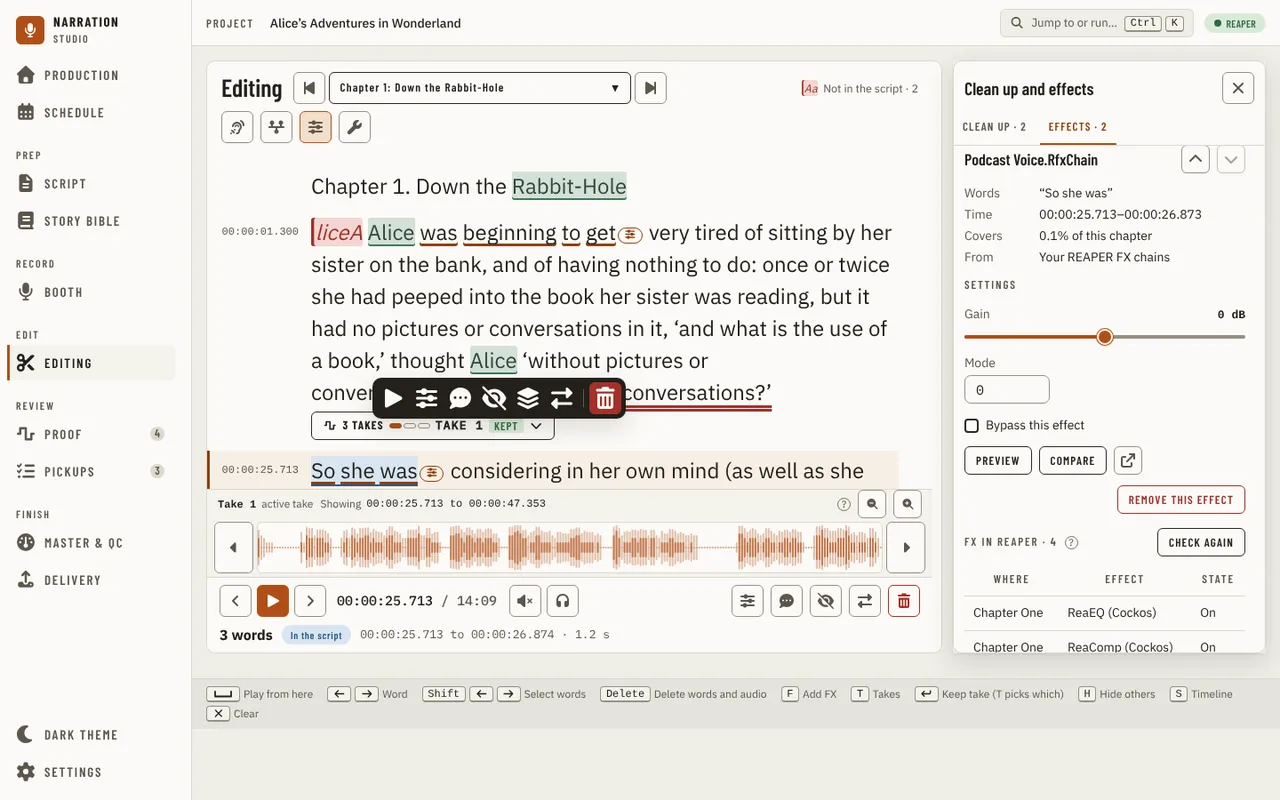 NARRATION
STUDIO
PRODUCTION
SCHEDULE
PREP
SCRIPT
STORY BIBLE
RECORD
BOOTH
EDIT
EDITING
REVIEW
PROOF 4
PICKUPS 3
FINISH
MASTER & QC
DELIVERY
DARK THEME
SETTINGS
PROJECT Alice's Adventures in Wonderland
Jump to or run… Ctrl K
REAPER
Editing
Chapter 1: Down the Rabbit-Hole
Aa Not in the script · 2
Chapter 1. Down the Rabbit-Hole
00:00:01.300 liceA Alice was beginning to get very tired of sitting by her
sister on the bank, and of having nothing to do: once or twice
she had peeped into the book her sister was reading, but it
had no pictures or conversations in it, ‘and what is the use of
a book,’ thought Alice ‘without pictures or
conver conversations?’
3 TAKES TAKE 1 KEPT
00:00:25.713 So she was considering in her own mind (as well as she
Take 1 active take Showing 00:00:25.713 to 00:00:47.353
?
00:00:25.713 / 14:09
3 words In the script 00:00:25.713 to 00:00:26.874 · 1.2 s
Clean up and effects
CLEAN UP · 2 EFFECTS · 2
Podcast Voice.RfxChain
Words “So she was”
Time 00:00:25.713–00:00:26.873
Covers 0.1% of this chapter
From Your REAPER FX chains
SETTINGS
Gain 0 dB
Mode
0
Bypass this effect
PREVIEW COMPARE
REMOVE THIS EFFECT
FX IN REAPER · 4 ? CHECK AGAIN
WHERE EFFECT STATE
Chapter One ReaEQ (Cockos) On
Chapter One ReaComp (Cockos) On
Play from here ← → Word Shift ← → Select words Delete Delete words and audio F Add FX T Takes ↵ Keep take (T picks which) H Hide others S Timeline
X Clear